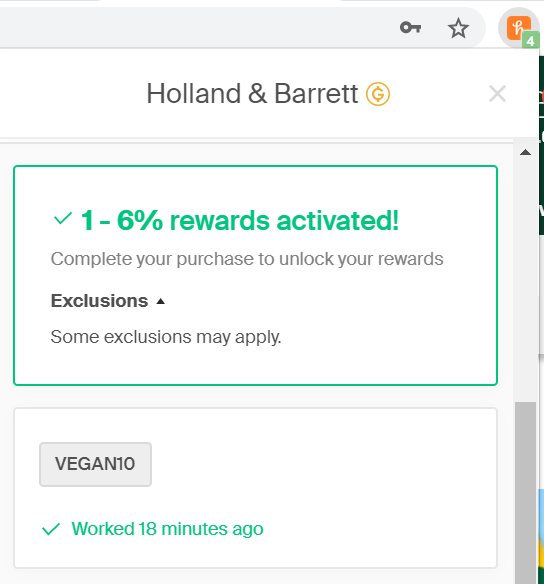 4
Holland & Barrett
1 - 6% rewards activated!
Complete your purchase to unlock your rewards
Exclusions
Some exclusions may apply.
VEGAN10
Worked 18 minutes ago